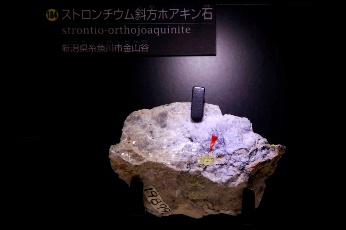 104 ストロンチウム斜方ホアキン石
strontio-orthojoaquinite
新潟県糸魚川市金山谷